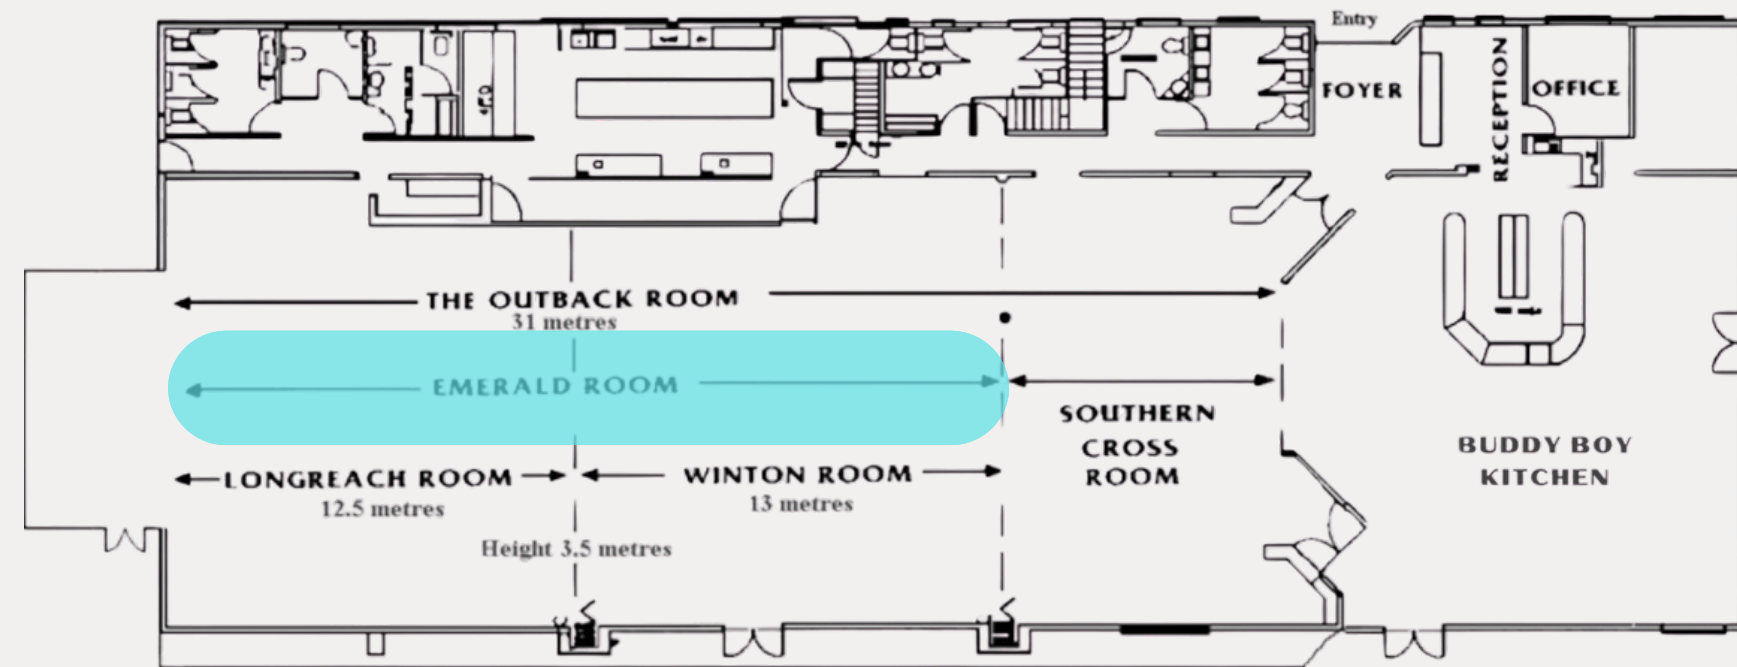 Entry
FOYER
RECEPTION
OFFICE
THE OUTBACK ROOM
31 metres
EMERALD ROOM
SOUTHERN
CROSS
ROOM
BUDDY BOY
KITCHEN
LONGREACH ROOM
12.5 metres
WINTON ROOM
13 metres
Height 3.5 metres